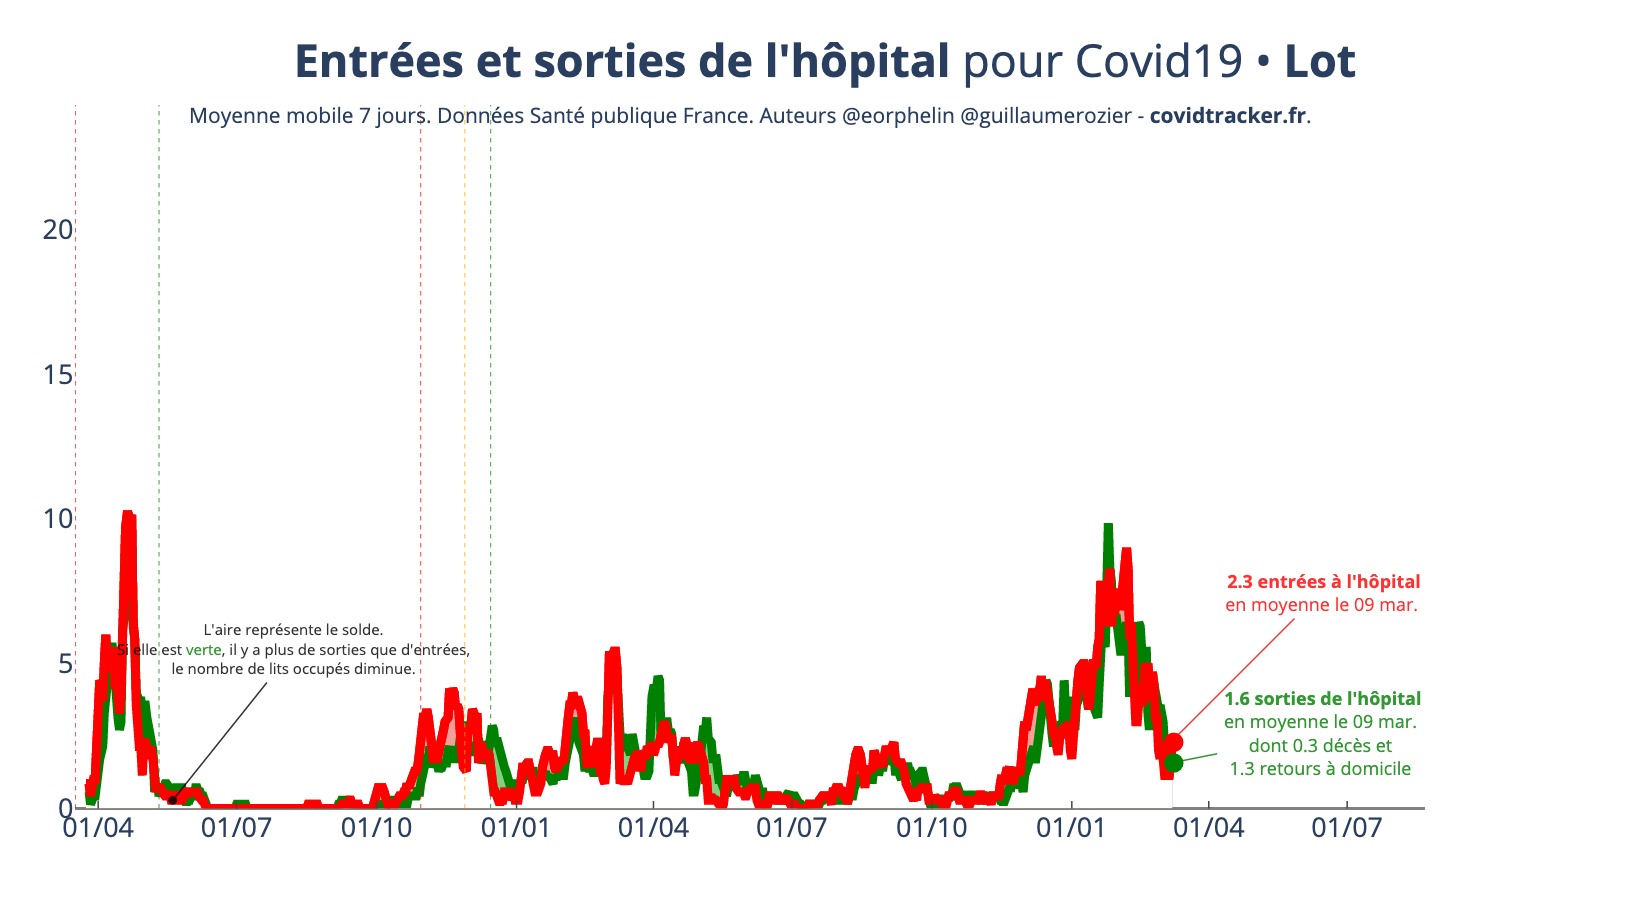 Entrées et sorties de l'hôpital pour Covid19 • Lot
Moyenne mobile 7 jours. Données Santé publique France. Auteurs @eorphelin @guillaumerozier - covidtracker.fr.
20
15
10
5
0
L'aire représente le solde.
Si elle est verte, il y a plus de sorties que d'entrées,
le nombre de lits occupés diminue.
2.3 entrées à l'hôpital
en moyenne le 09 mar.
1.6 sorties de l'hôpital
en moyenne le 09 mar.
dont 0.3 décès et
1.3 retours à domicile
01/04 01/07 01/10 01/01 01/04 01/07 01/10 01/01 01/04 01/07